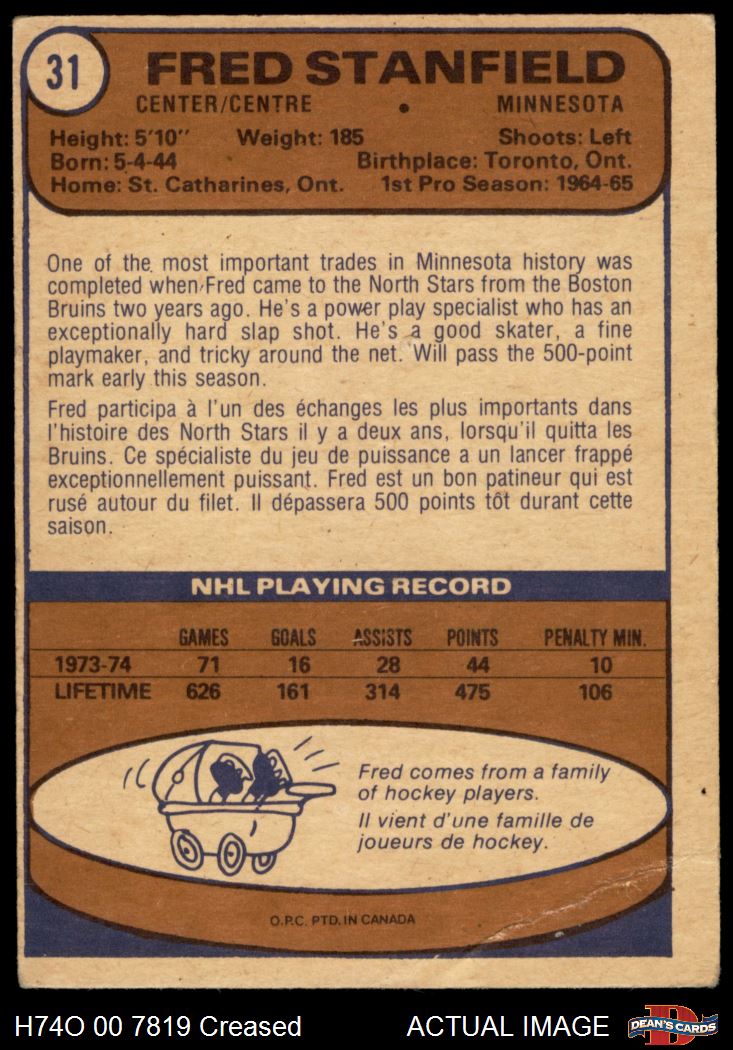 31
FRED STANFIELD
CENTER/CENTRE • MINNESOTA
Height: 5'10'' Weight: 185 Shoots: Left
Born: 5-4-44 Birthplace: Toronto, Ont.
Home: St. Catharines, Ont. 1st Pro Season: 1964-65
One of the most important trades in Minnesota history was
completed when Fred came to the North Stars from the Boston
Bruins two years ago. He's a power play specialist who has an
exceptionally hard slap shot. He's a good skater, a fine
playmaker, and tricky around the net. Will pass the 500-point
mark early this season.
Fred participa à l'un des échanges les plus importants dans
l'histoire des North Stars il y a deux ans, lorsqu'il quitta les
Bruins. Ce spécialiste du jeu de puissance a un lancer frappé
exceptionnellement puissant. Fred est un bon patineur qui est
rusé autour du filet. Il dépassera 500 points tôt durant cette
saison.
NHL PLAYING RECORD
GAMES GOALS ASSISTS POINTS PENALTY MIN.
1973-74 71 16 28 44 10
LIFETIME 626 161 314 475 106
Fred comes from a family
of hockey players.
Il vient d'une famille de
joueurs de hockey.
O.P.C. PTD. IN CANADA
H74O 00 7819 Creased ACTUAL IMAGE DEAN'S CARDS